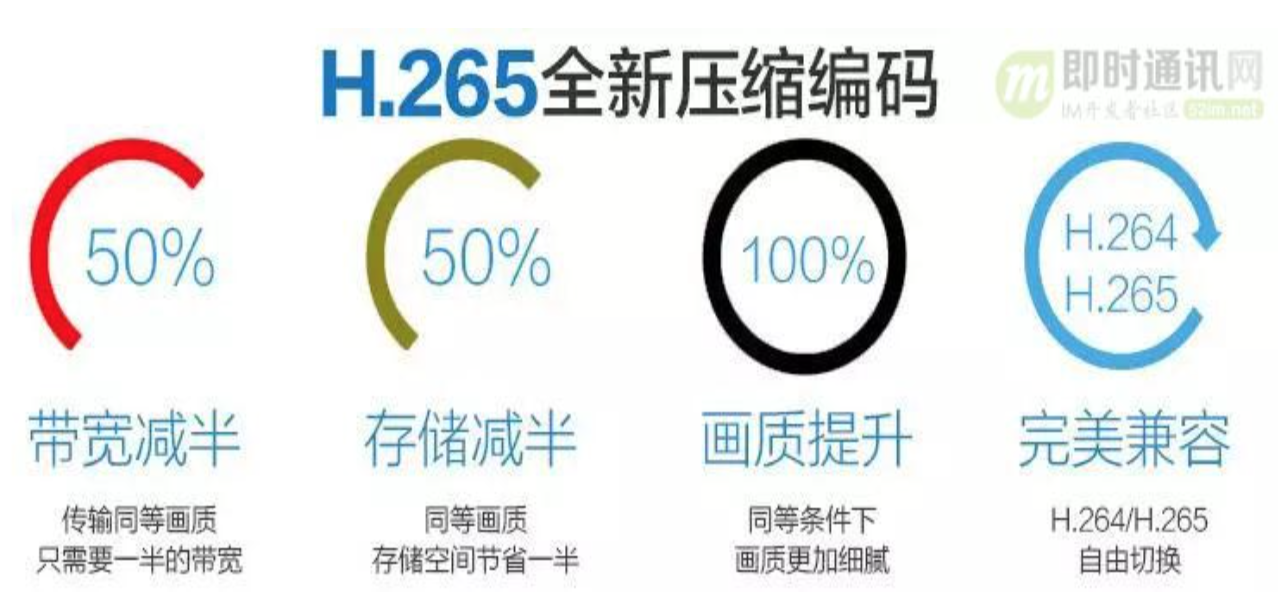 H.265全新压缩编码
即时通讯网
IM开发者社区 52im.net
50%
50%
100%
H.264
H.265
带宽减半
存储减半
画质提升
完美兼容
传输同等画质
只需要一半的带宽
同等画质
存储空间节省一半
同等条件下
画质更加细腻
H.264/H.265
自由切换